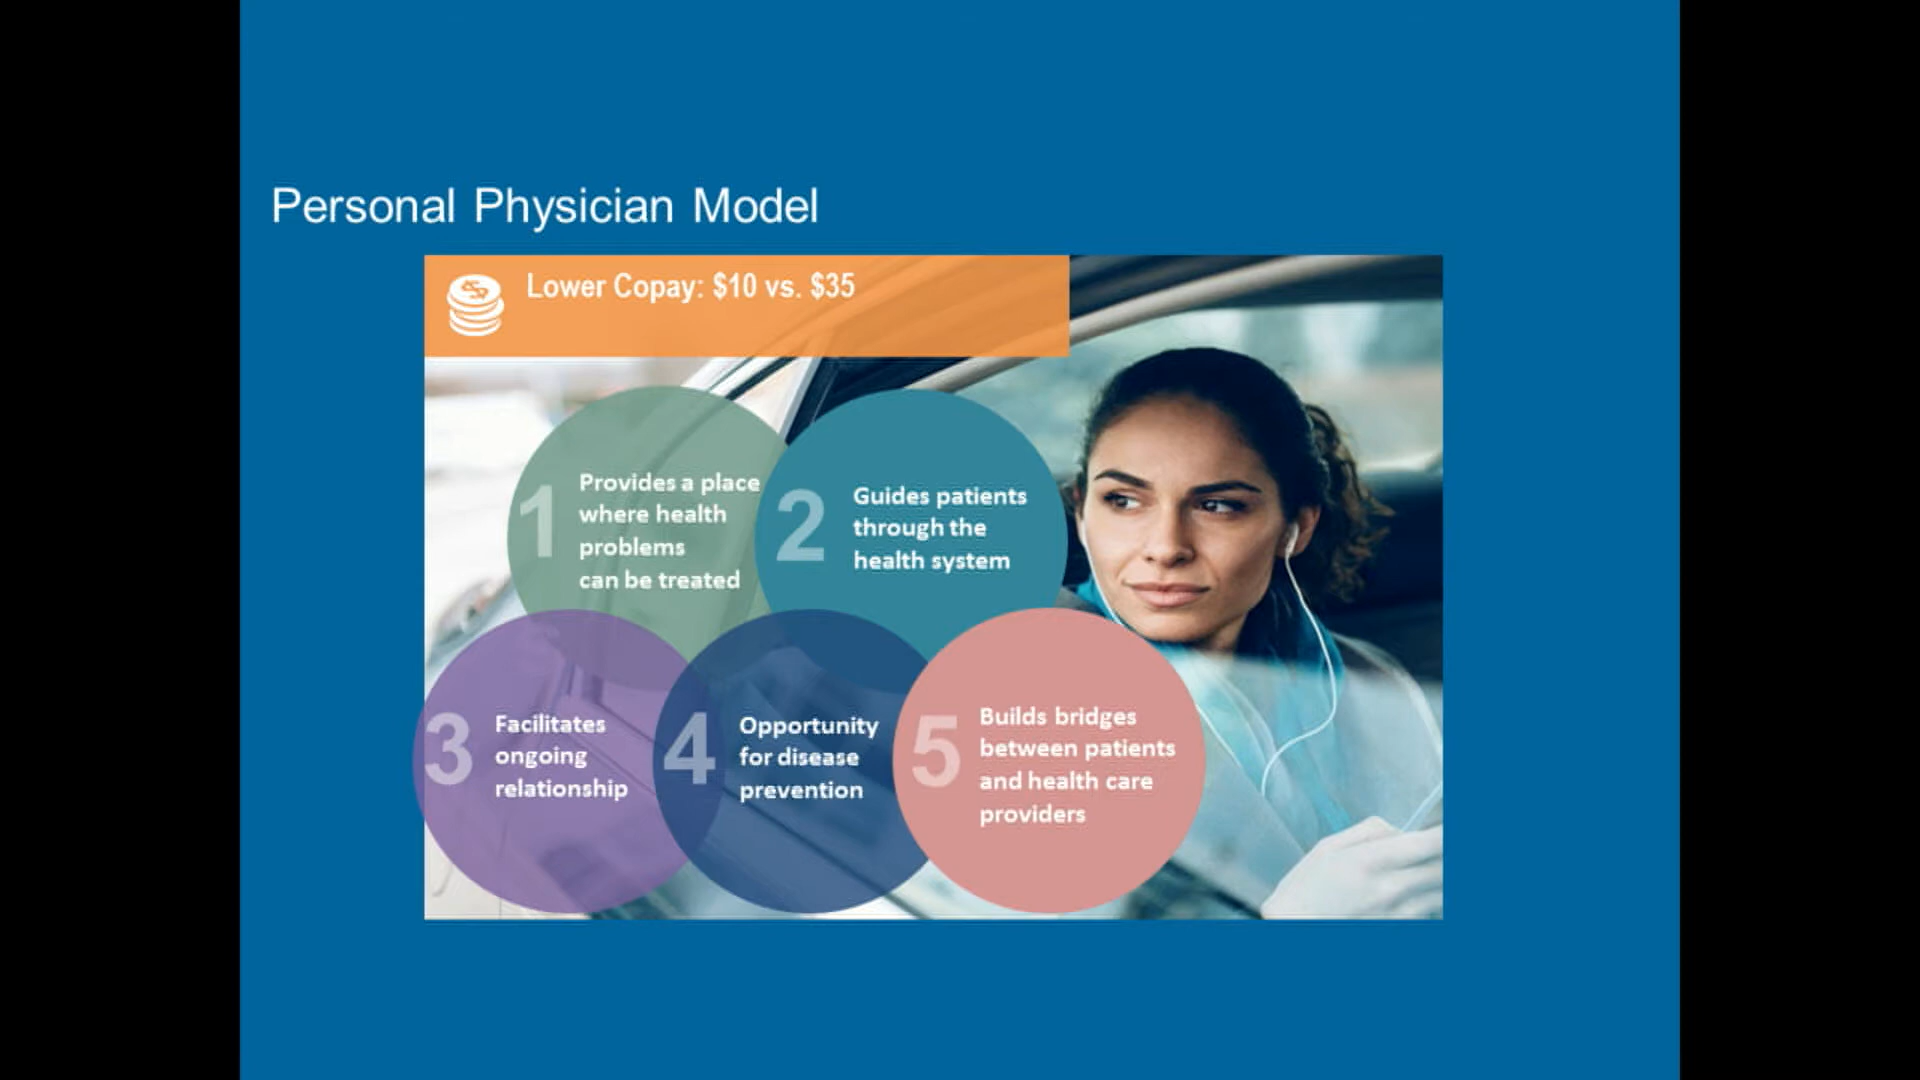 Personal Physician Model
Lower Copay: $10 vs. $35
1
Provides a place
where health
problems
can be treated
2
Guides patients
through the
health system
3
Facilitates
ongoing
relationship
4
Opportunity
for disease
prevention
5
Builds bridges
between patients
and health care
providers